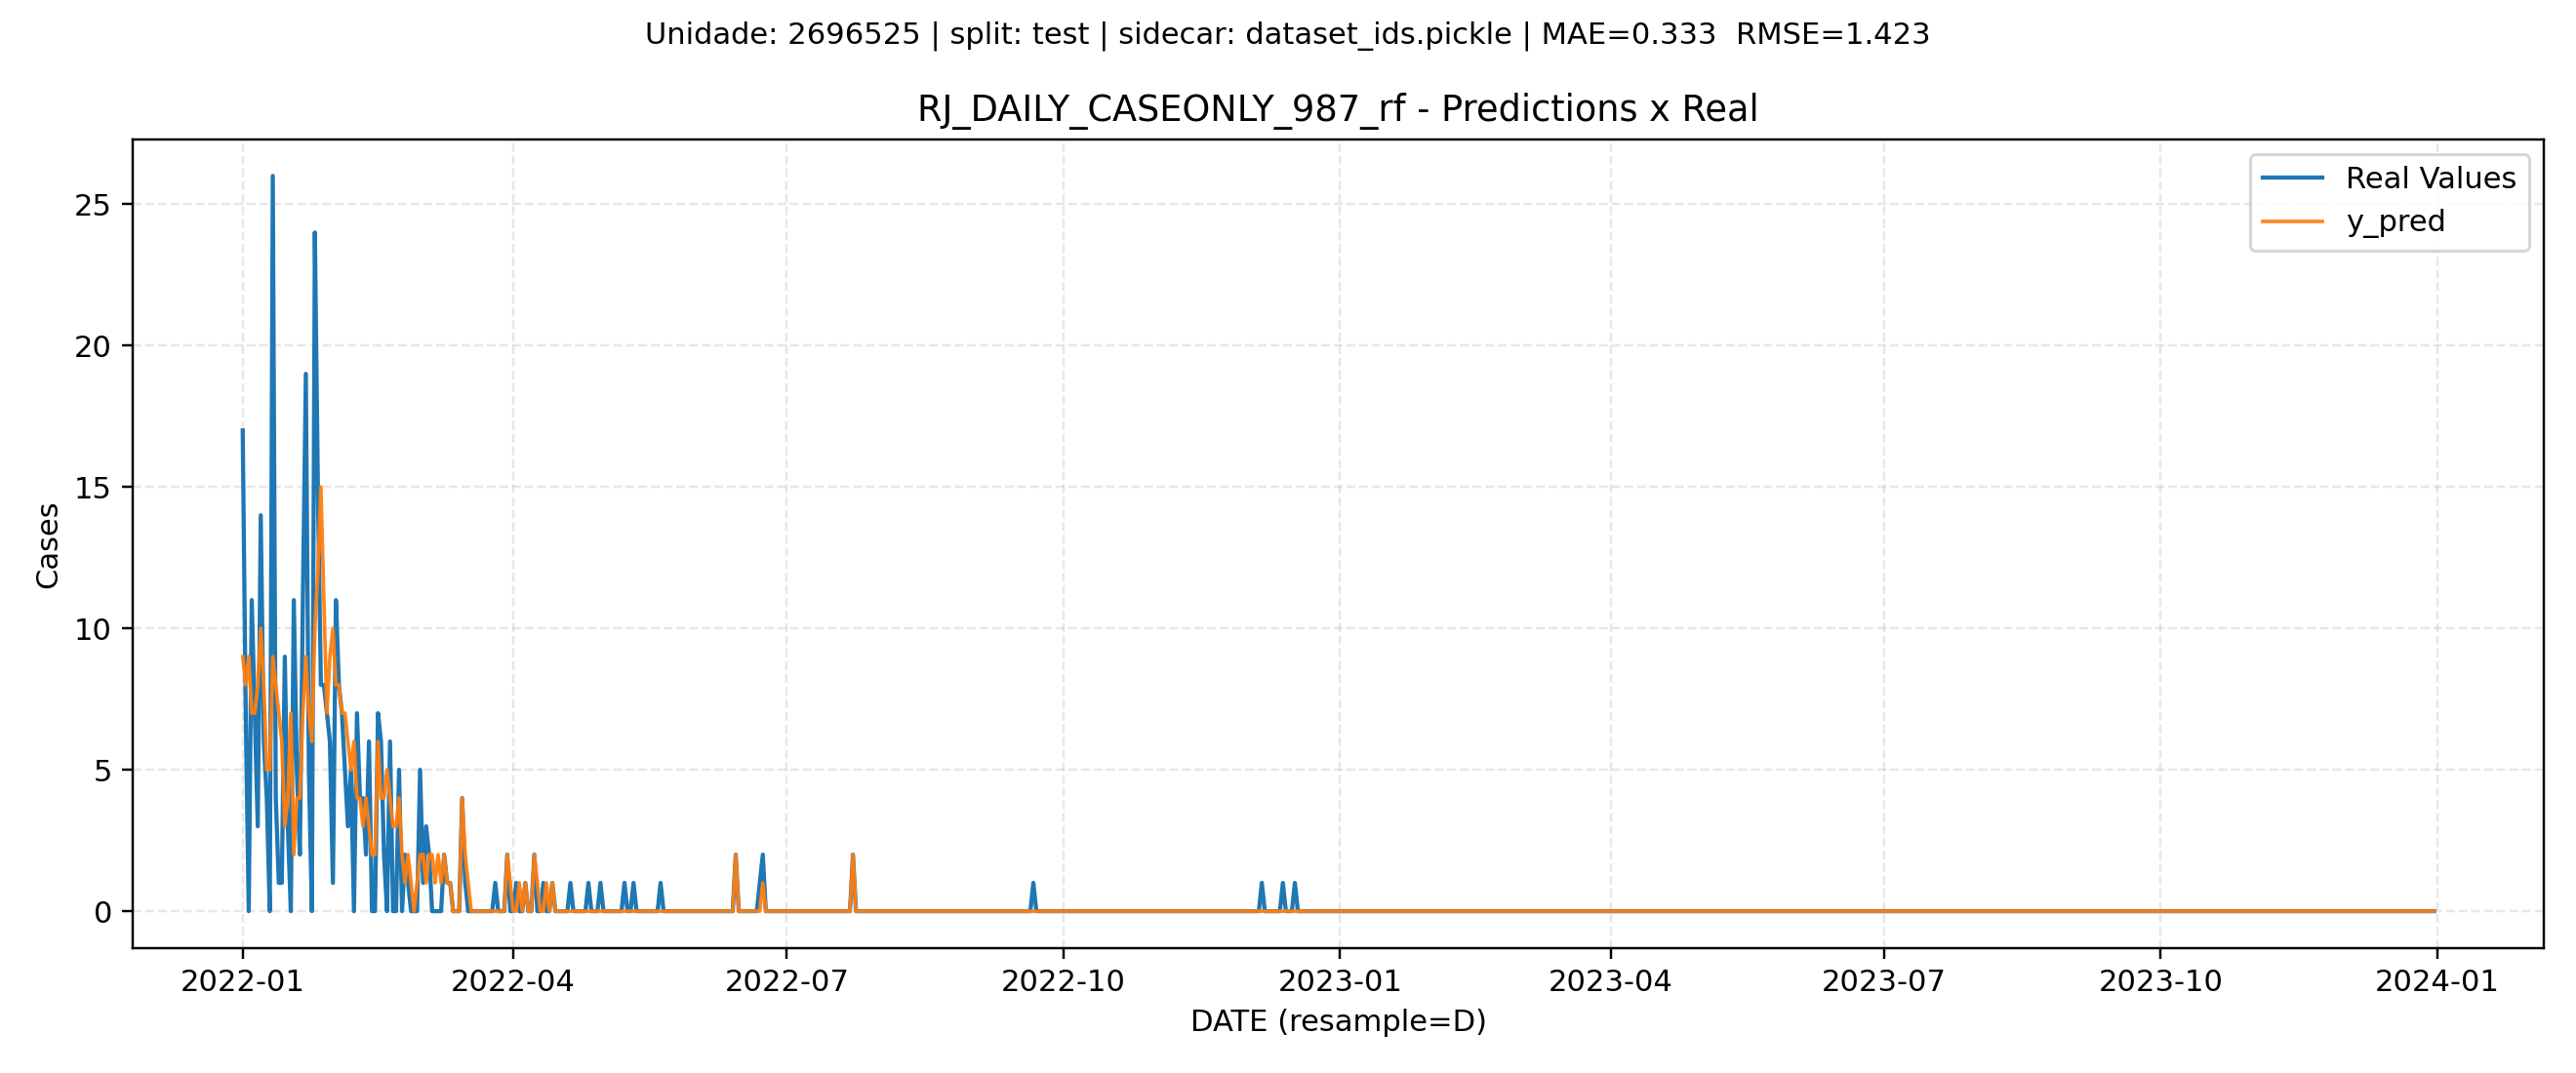 Unidade: 2696525 | split: test | sidecar: dataset_ids.pickle | MAE=0.333  RMSE=1.423
RJ_DAILY_CASEONLY_987_rf - Predictions x Real
Real Values
y_pred
Cases
25
20
15
10
5
0
2022-01 2022-04 2022-07 2022-10 2023-01 2023-04 2023-07 2023-10 2024-01
DATE (resample=D)